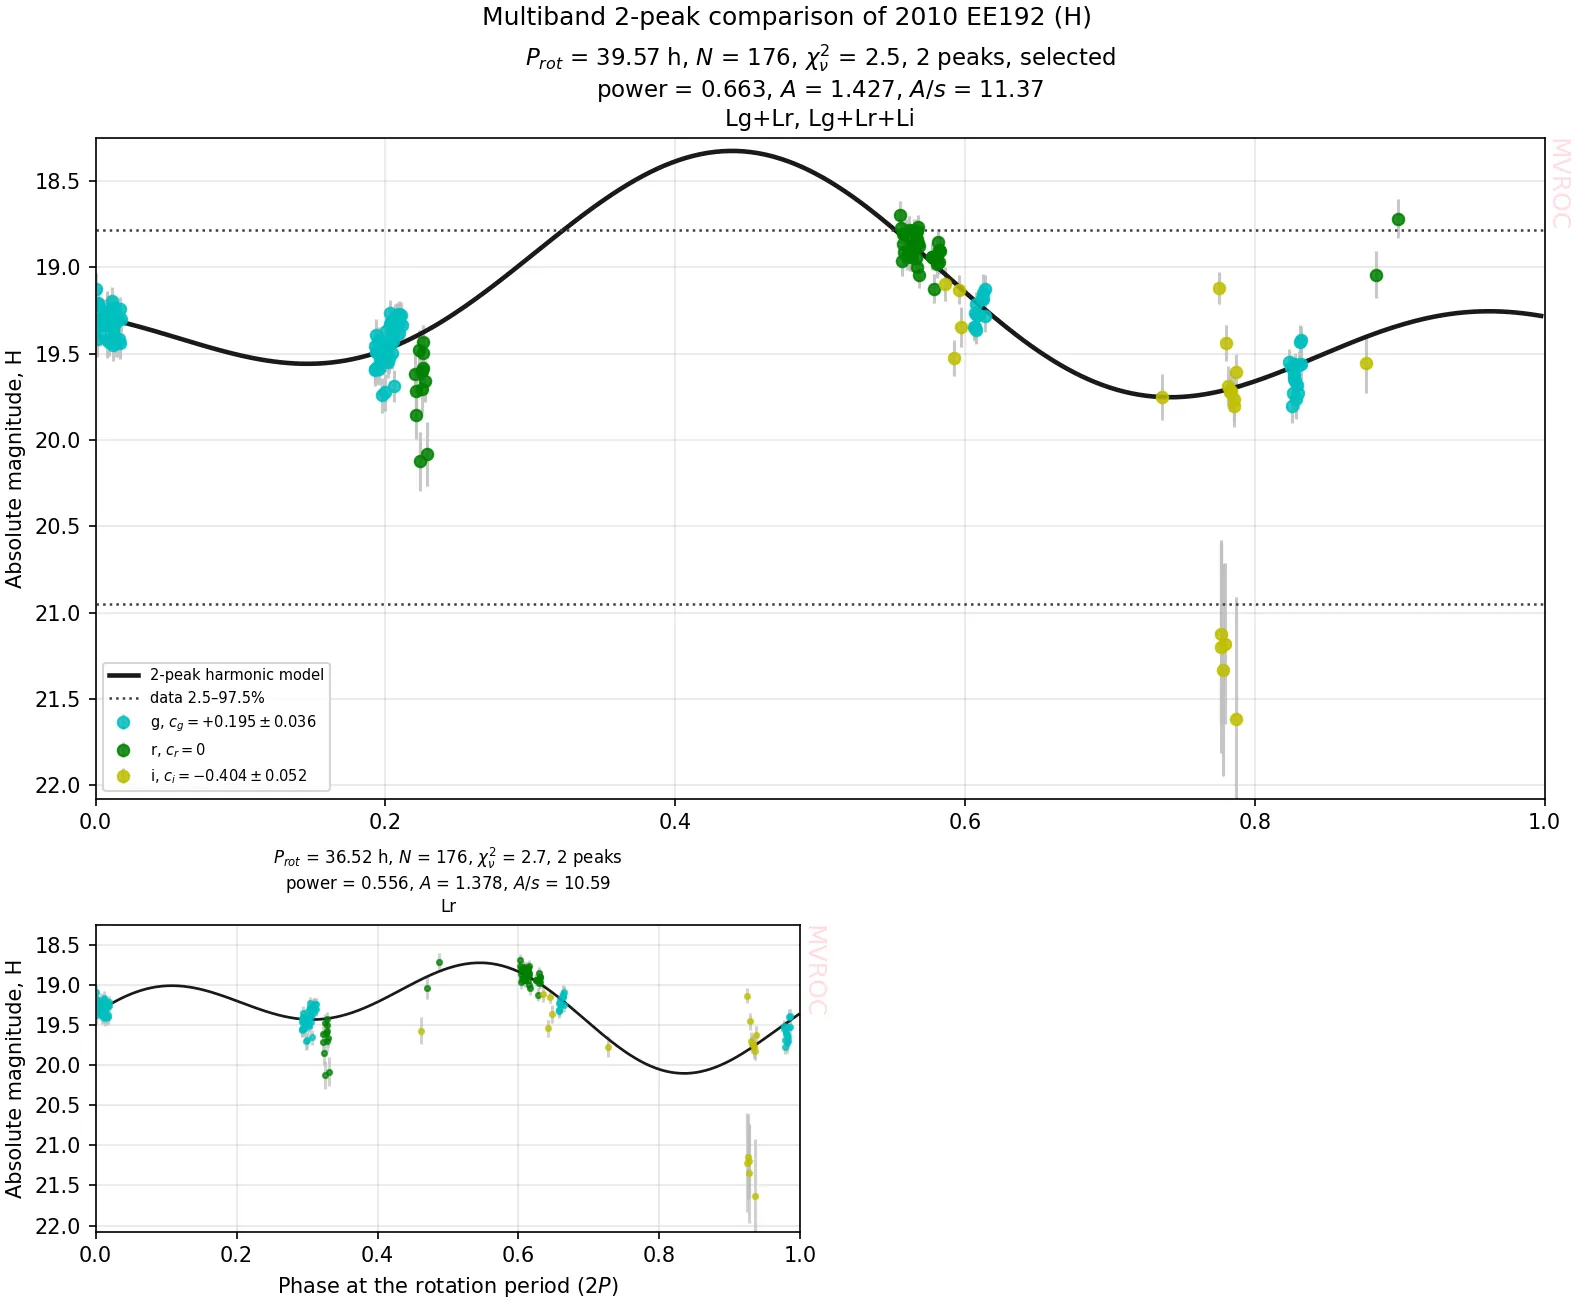 Multiband 2-peak comparison of 2010 EE192 (H)
P_rot = 39.57 h, N = 176, χ²_ν = 2.5, 2 peaks, selected
power = 0.663, A = 1.427, A/s = 11.37
Lg+Lr, Lg+Lr+Li
MVROC
Absolute magnitude, H
18.5
19.0
19.5
20.0
20.5
21.0
21.5
22.0
2-peak harmonic model
data 2.5–97.5%
g, c_g = +0.195 ± 0.036
r, c_r = 0
i, c_i = −0.404 ± 0.052
0.0 0.2 0.4 0.6 0.8 1.0
P_rot = 36.52 h, N = 176, χ²_ν = 2.7, 2 peaks
power = 0.556, A = 1.378, A/s = 10.59
Lr
MVROC
Absolute magnitude, H
18.5
19.0
19.5
20.0
20.5
21.0
21.5
22.0
0.0 0.2 0.4 0.6 0.8 1.0
Phase at the rotation period (2P)